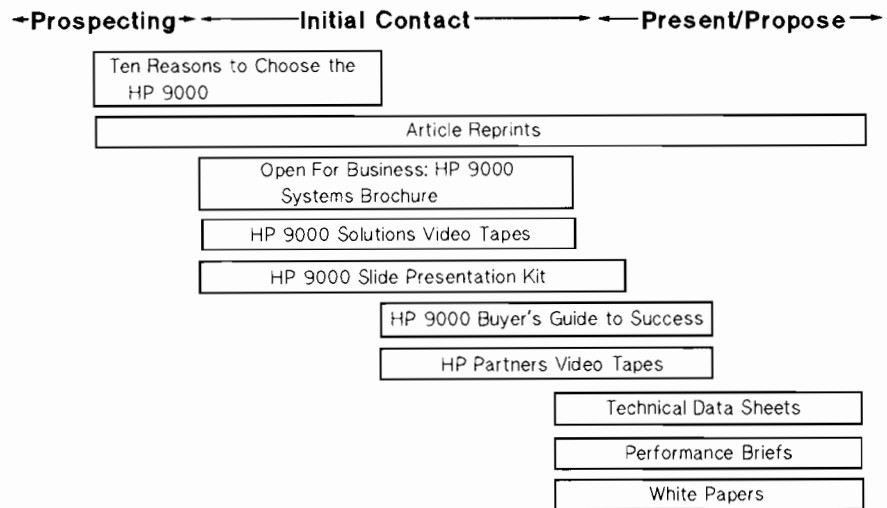 Prospecting Initial Contact Present/Propose
Ten Reasons to Choose the
HP 9000
Article Reprints
Open For Business: HP 9000
Systems Brochure
HP 9000 Solutions Video Tapes
HP 9000 Slide Presentation Kit
HP 9000 Buyer's Guide to Success
HP Partners Video Tapes
Technical Data Sheets
Performance Briefs
White Papers